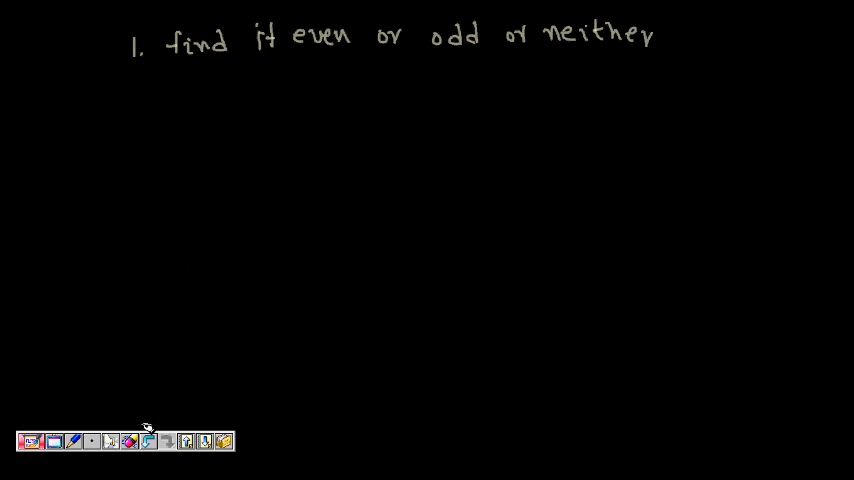 1. find it even or odd or neither